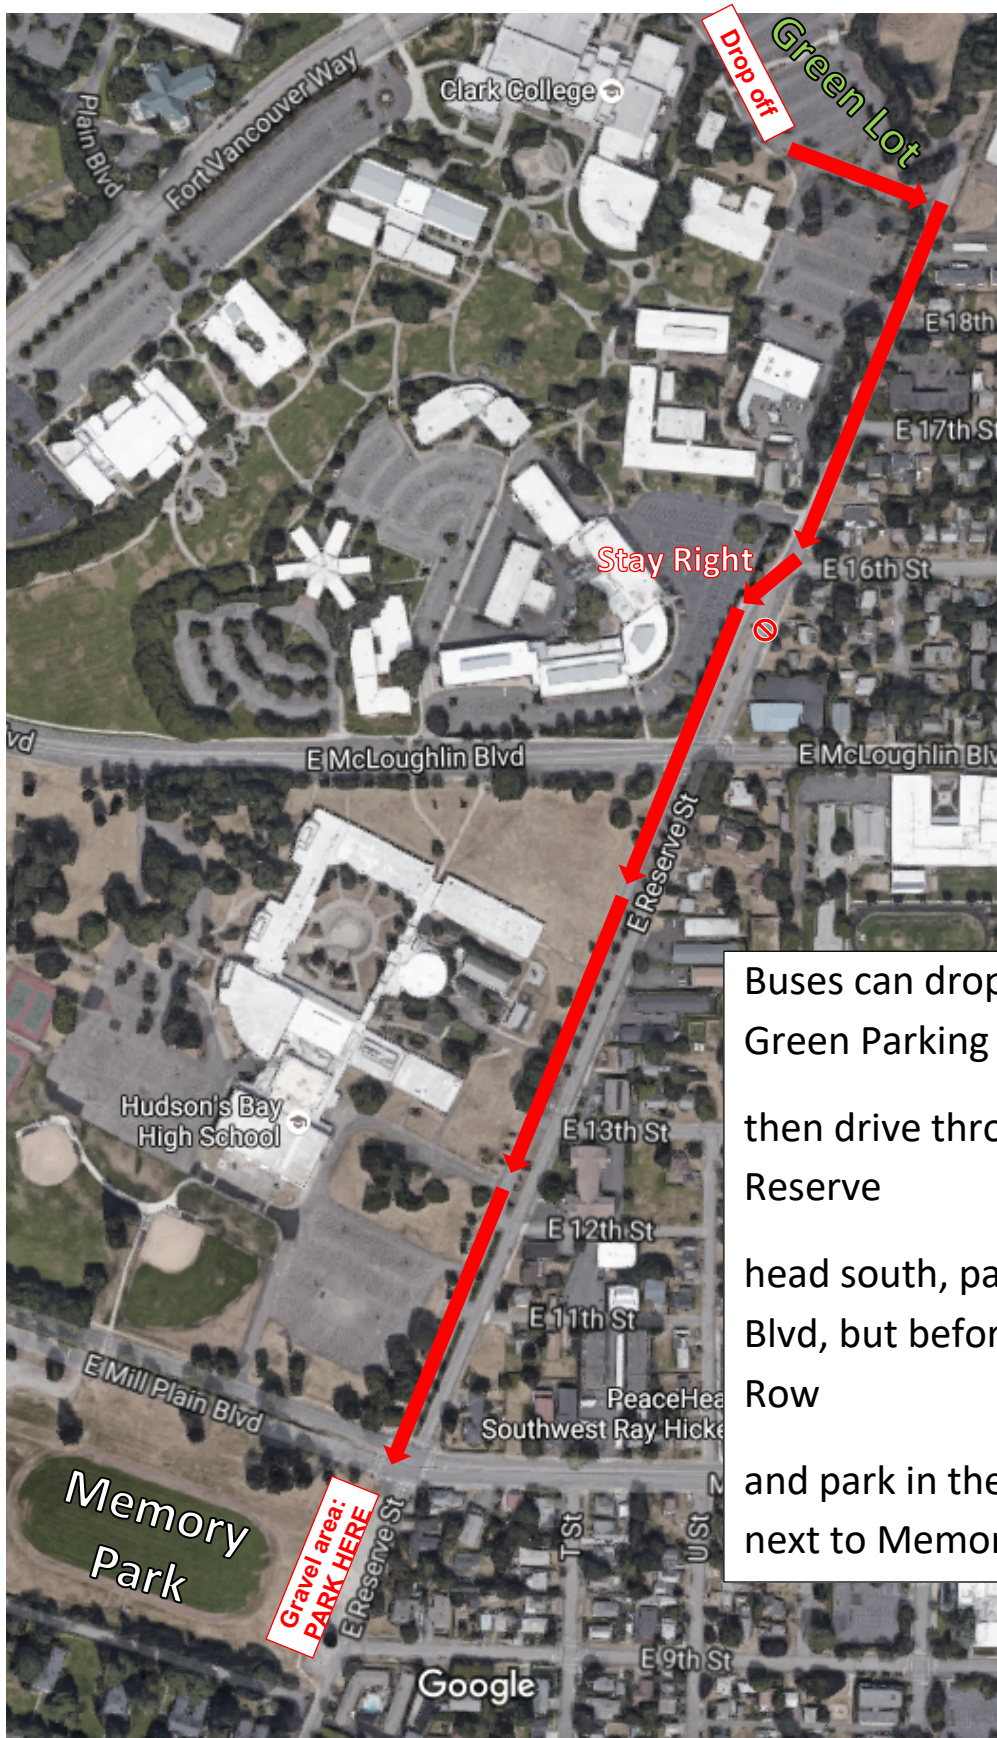 Drop off
Green Lot
Clark College
Fort Vancouver Way
Plain Blvd
E 18th
E 17th St
Stay Right
E 16th St
vd
E McLoughlin Blvd
E McLoughlin Blv
E Reserve St
Buses can drop
Green Parking
then drive thro
Reserve
head south, pa
Blvd, but befor
Row
and park in the
next to Memor
Hudson's Bay
High School
E 13th St
E 12th St
E 11th St
E Mill Plain Blvd
PeaceHea
Southwest Ray Hicke
M
Memory
Park
Gravel area:
PARK HERE
E Reserve St
T St
U St
E 9th St
Google